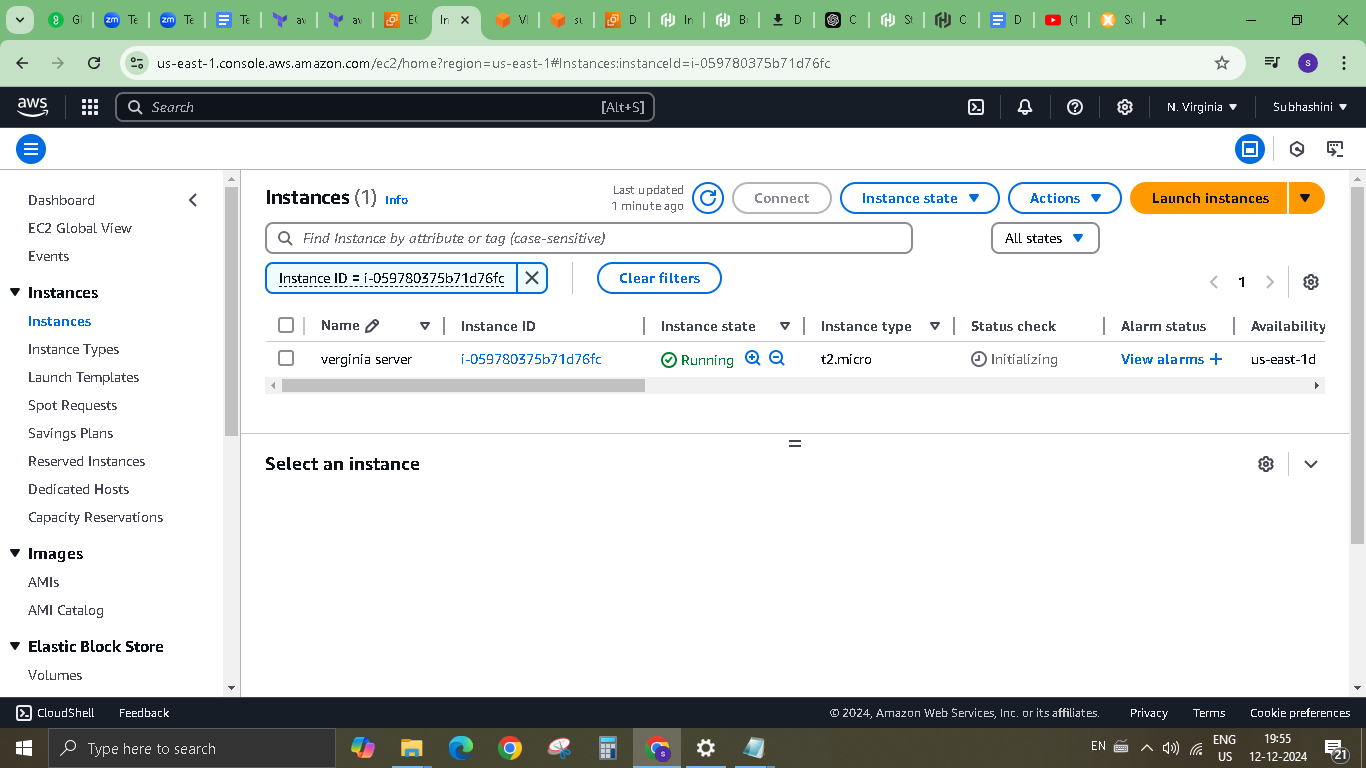 Gi
Te
Te
Te
av
av
EC
In
VI
su
D
In
Bu
D
C
St
C
D
(1
Su
us-east-1.console.aws.amazon.com/ec2/home?region=us-east-1#Instances:instanceId=i-059780375b71d76fc
s
aws
Search
[Alt+S]
N. Virginia
Subhashini
Dashboard
EC2 Global View
Events
Instances
Instances
Instance Types
Launch Templates
Spot Requests
Savings Plans
Reserved Instances
Dedicated Hosts
Capacity Reservations
Images
AMIs
AMI Catalog
Elastic Block Store
Volumes
Instances (1) Info
Last updated
1 minute ago
Connect
Instance state
Actions
Launch instances
Find Instance by attribute or tag (case-sensitive)
All states
Instance ID = i-059780375b71d76fc
Clear filters
1
Name Instance ID Instance state Instance type Status check Alarm status Availability
verginia server i-059780375b71d76fc Running t2.micro Initializing View alarms + us-east-1d
Select an instance
CloudShell Feedback © 2024, Amazon Web Services, Inc. or its affiliates. Privacy Terms Cookie preferences
Type here to search
EN
ENG
US
19:55
12-12-2024
21